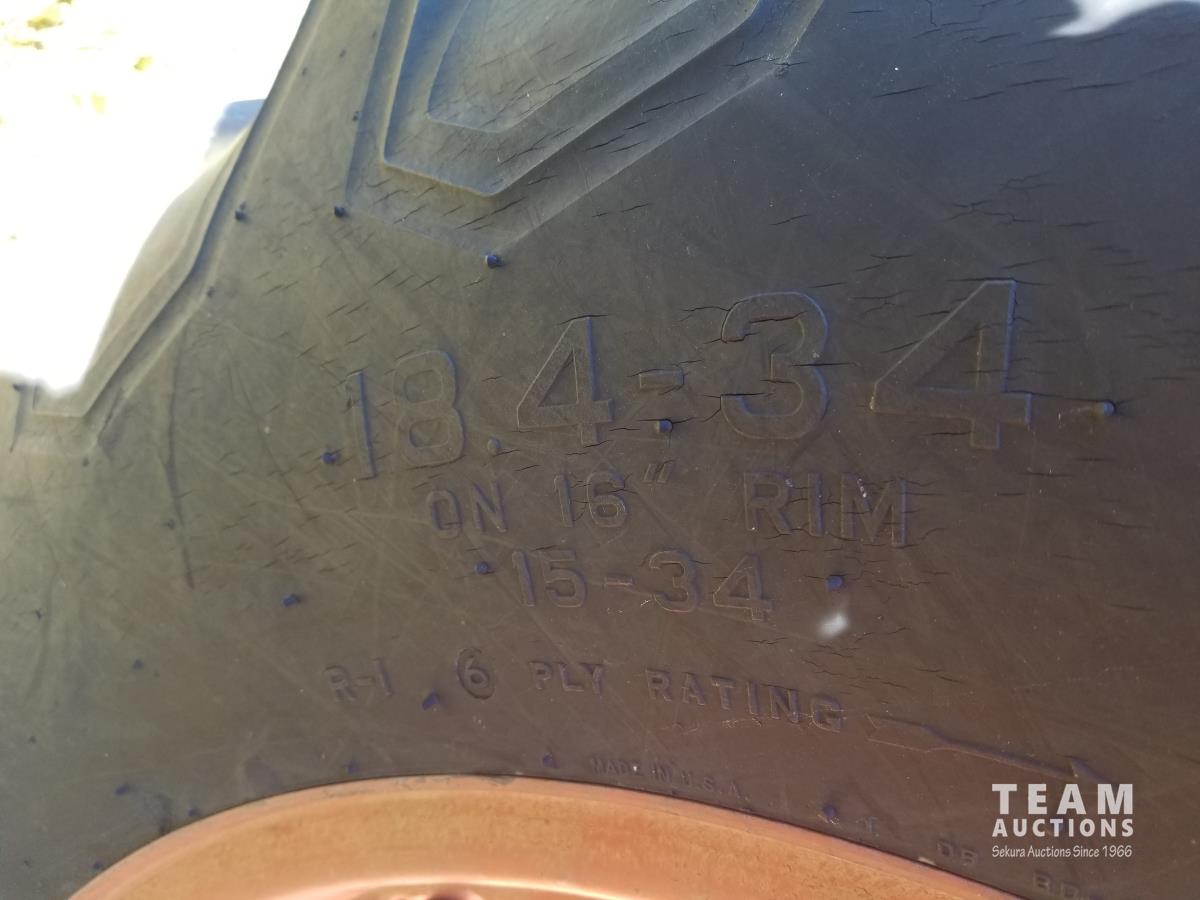 18.4-34
ON 16" RIM
15-34
R-1 6 PLY RATING
MADE IN U.S.A.
TEAM
AUCTIONS
Sekura Auctions Since 1966